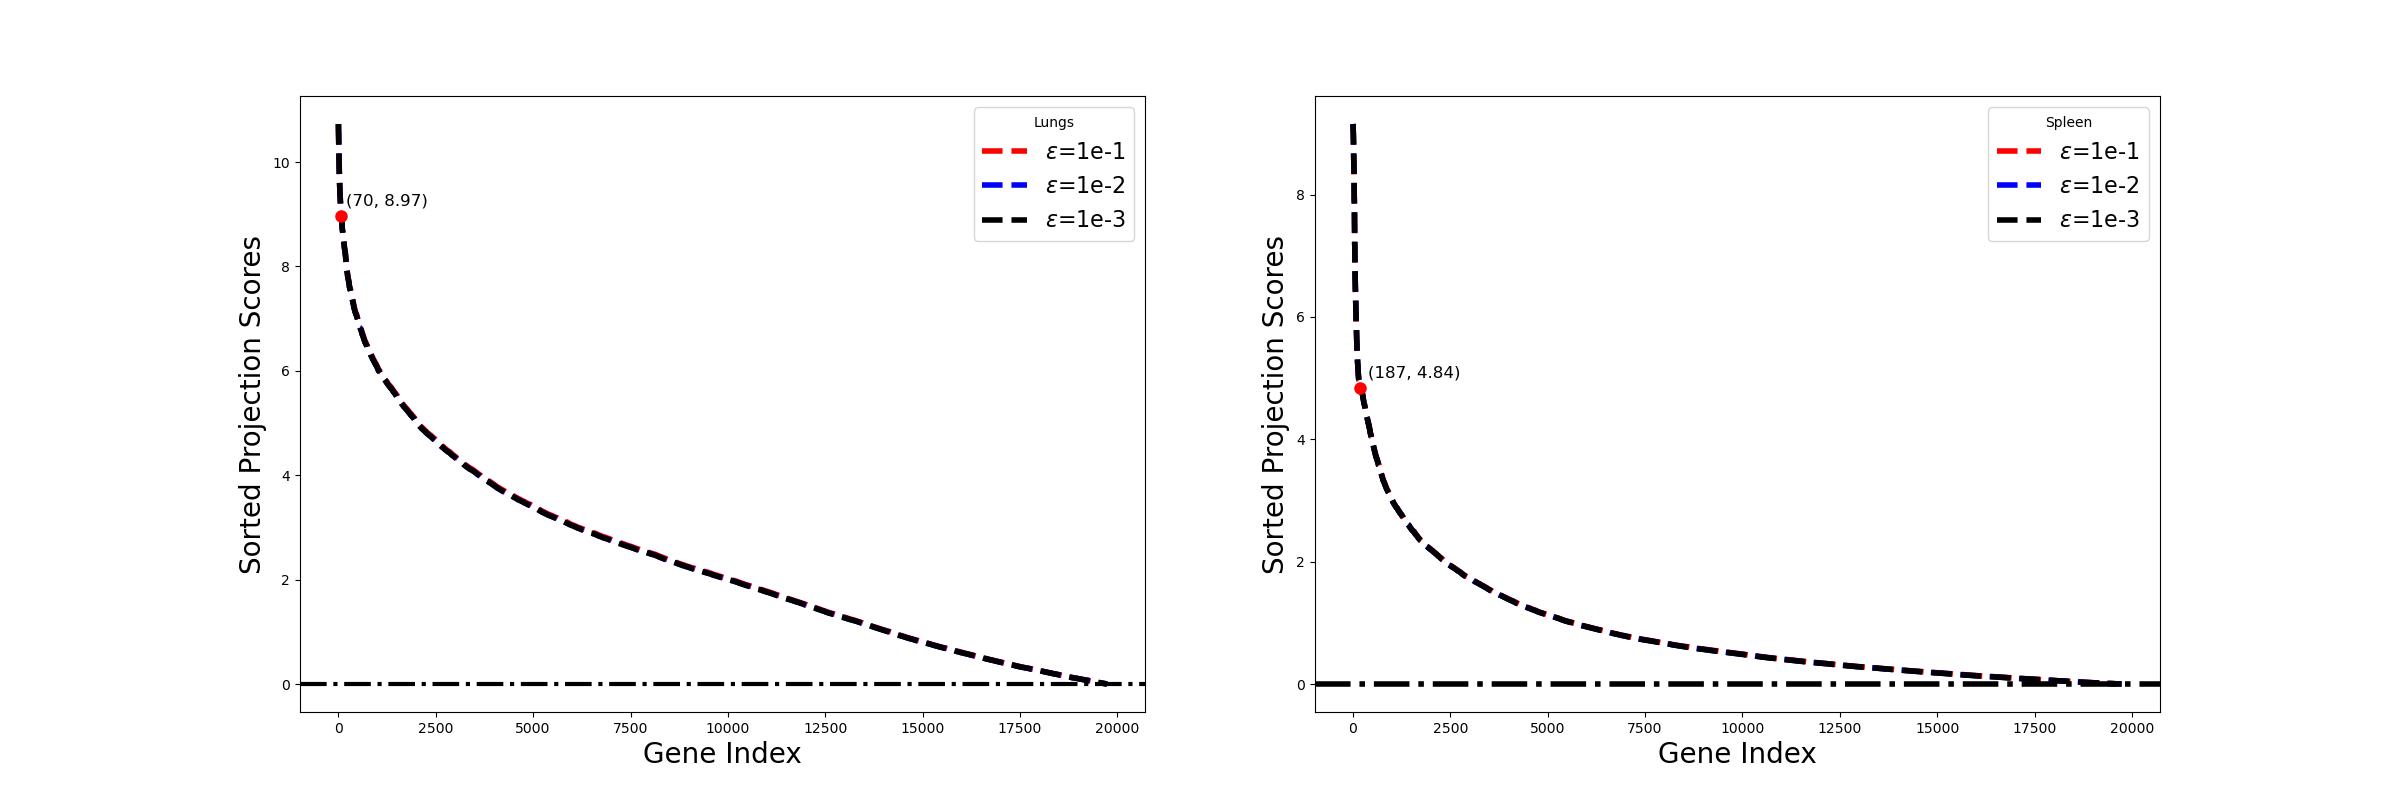 Lungs
ε=1e-1
ε=1e-2
ε=1e-3
(70, 8.97)
Sorted Projection Scores
10
8
6
4
2
0
0 2500 5000 7500 10000 12500 15000 17500 20000
Gene Index
Spleen
ε=1e-1
ε=1e-2
ε=1e-3
(187, 4.84)
Sorted Projection Scores
8
6
4
2
0
0 2500 5000 7500 10000 12500 15000 17500 20000
Gene Index